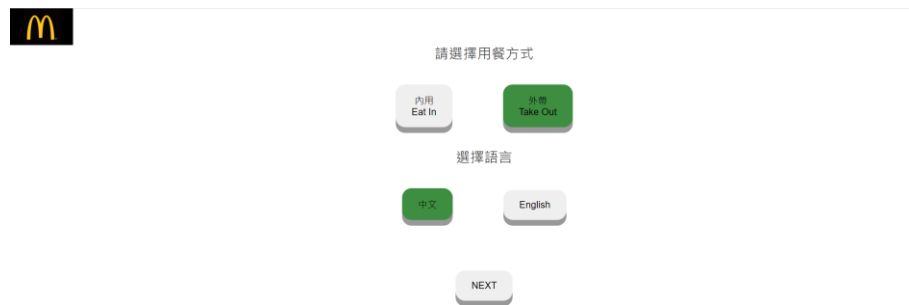 請選擇用餐方式
內用
Eat In
外帶
Take Out
選擇語言
中文
English
NEXT